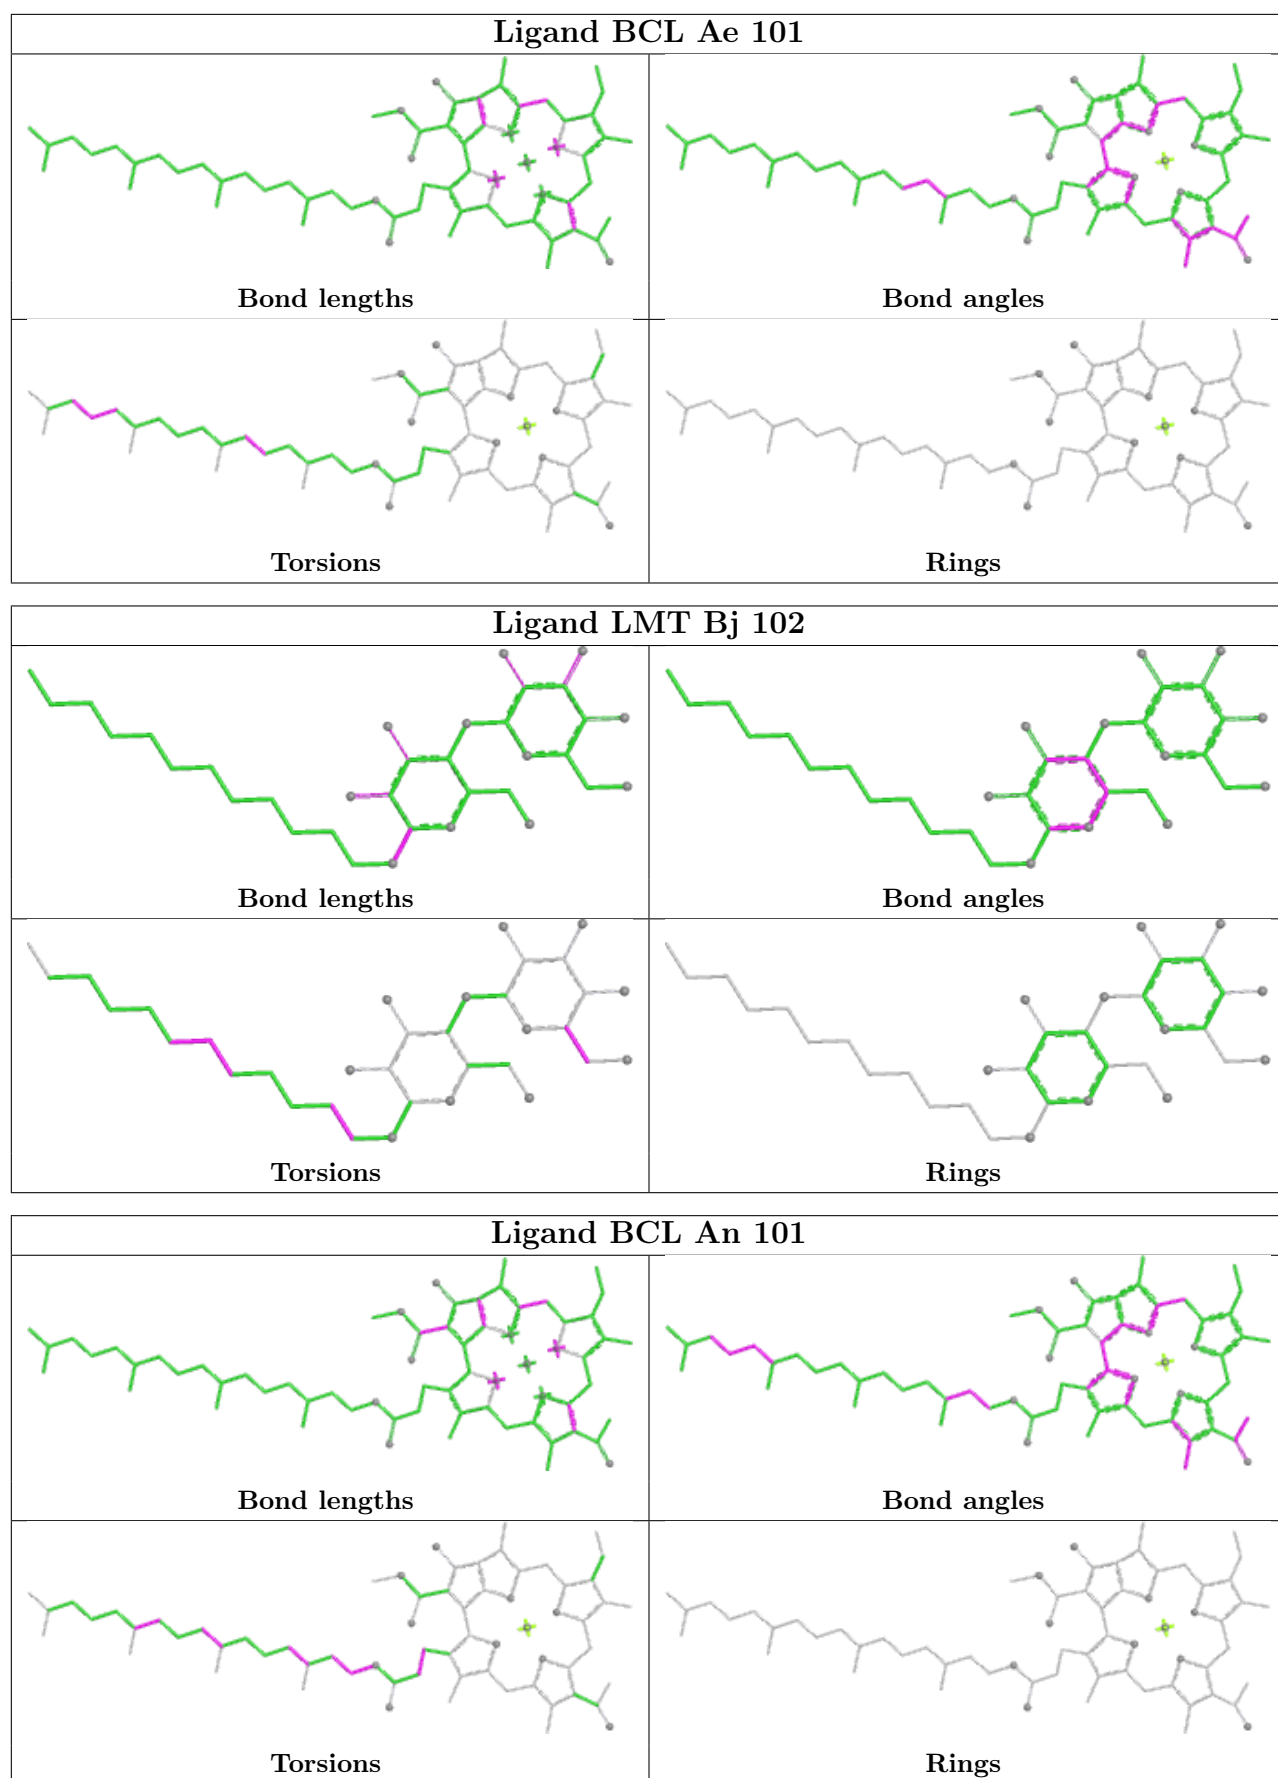 Ligand BCL Ae 101
Bond lengths
Bond angles
Torsions
Rings
Ligand LMT Bj 102
Bond lengths
Bond angles
Torsions
Rings
Ligand BCL An 101
Bond lengths
Bond angles
Torsions
Rings